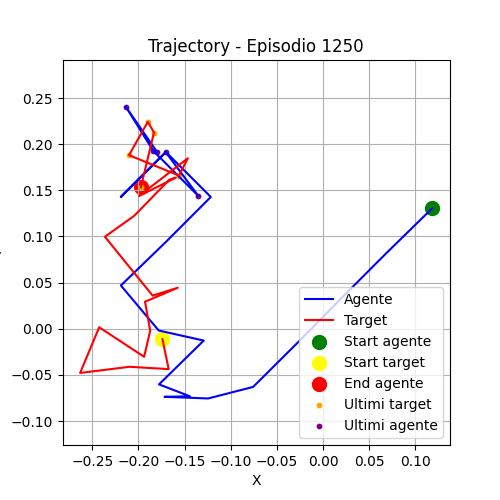 Trajectory - Episodio 1250
0.25
0.20
0.15
0.10
0.05
0.00
−0.05
−0.10
Agente
Target
Start agente
Start target
End agente
Ultimi target
Ultimi agente
−0.25 −0.20 −0.15 −0.10 −0.05 0.00 0.05 0.10
X